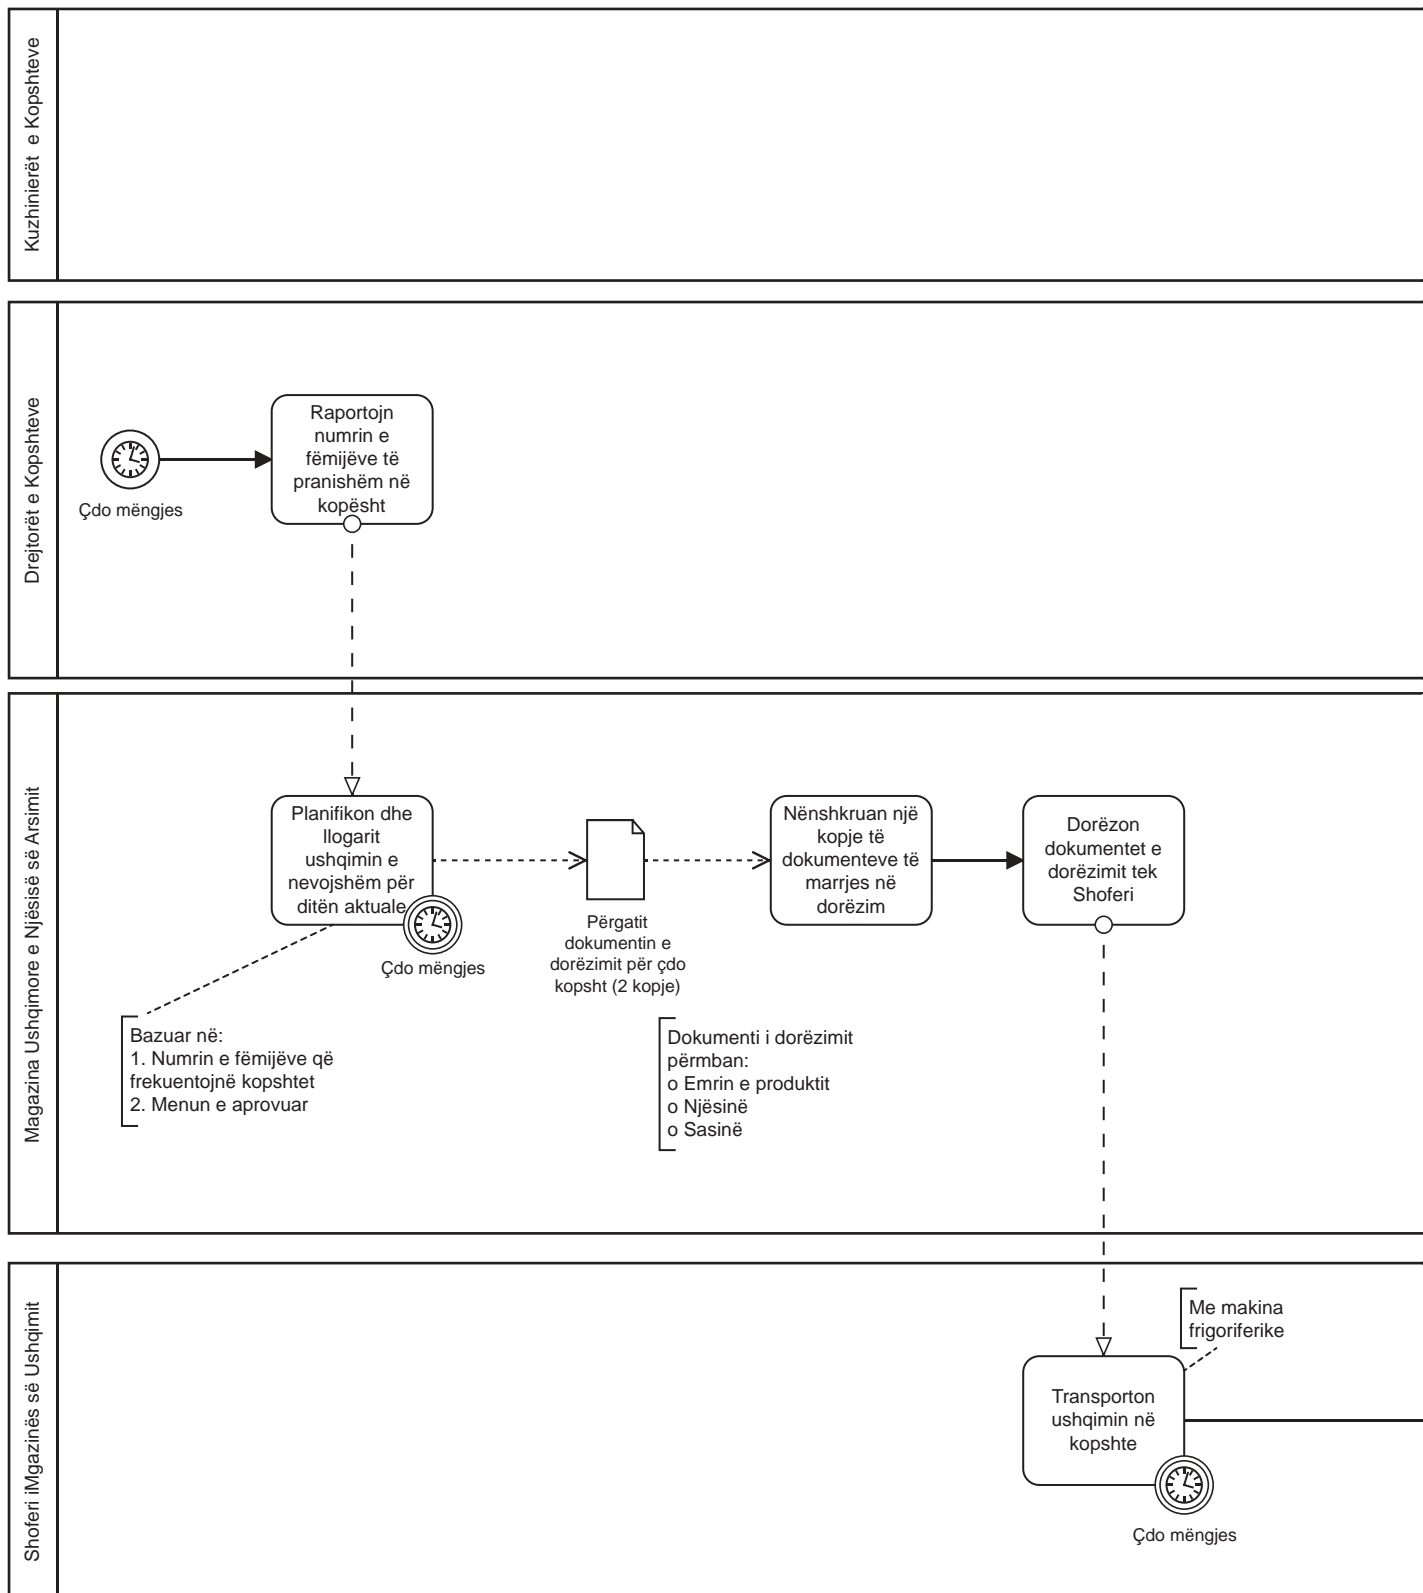 Kuzhinierët  e Kopshteve
Drejtorët e Kopshteve
Çdo mëngjes
Raportojn
numrin e
fëmijëve të
pranishëm në
kopësht
Magazina Ushqimore e Njësisë së Arsimit
Planifikon dhe
llogarit
ushqimin e
nevojshëm për
ditën aktuale
Çdo mëngjes
Bazuar në:
1. Numrin e fëmijëve që
frekuentojnë kopshtet
2. Menun e aprovuar
Përgatit
dokumentin e
dorëzimit për çdo
kopsht (2 kopje)
Dokumenti i dorëzimit
përmban:
o Emrin e produktit
o Njësinë
o Sasinë
Nënshkruan një
kopje të
dokumenteve të
marrjes në
dorëzim
Dorëzon
dokumentet e
dorëzimit tek
Shoferi
Shoferi iMgazinës së Ushqimit
Me makina
frigoriferike
Transporton
ushqimin në
kopshte
Çdo mëngjes